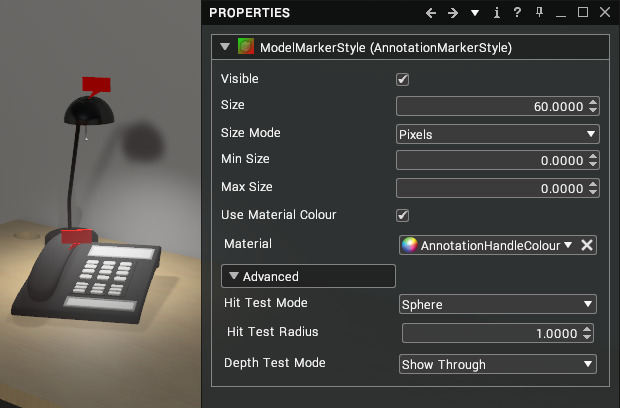 PROPERTIES
ModelMarkerStyle (AnnotationMarkerStyle)
Visible
Size 60.0000
Size Mode Pixels
Min Size 0.0000
Max Size 0.0000
Use Material Colour
Material AnnotationHandleColour
Advanced
Hit Test Mode Sphere
Hit Test Radius 1.0000
Depth Test Mode Show Through